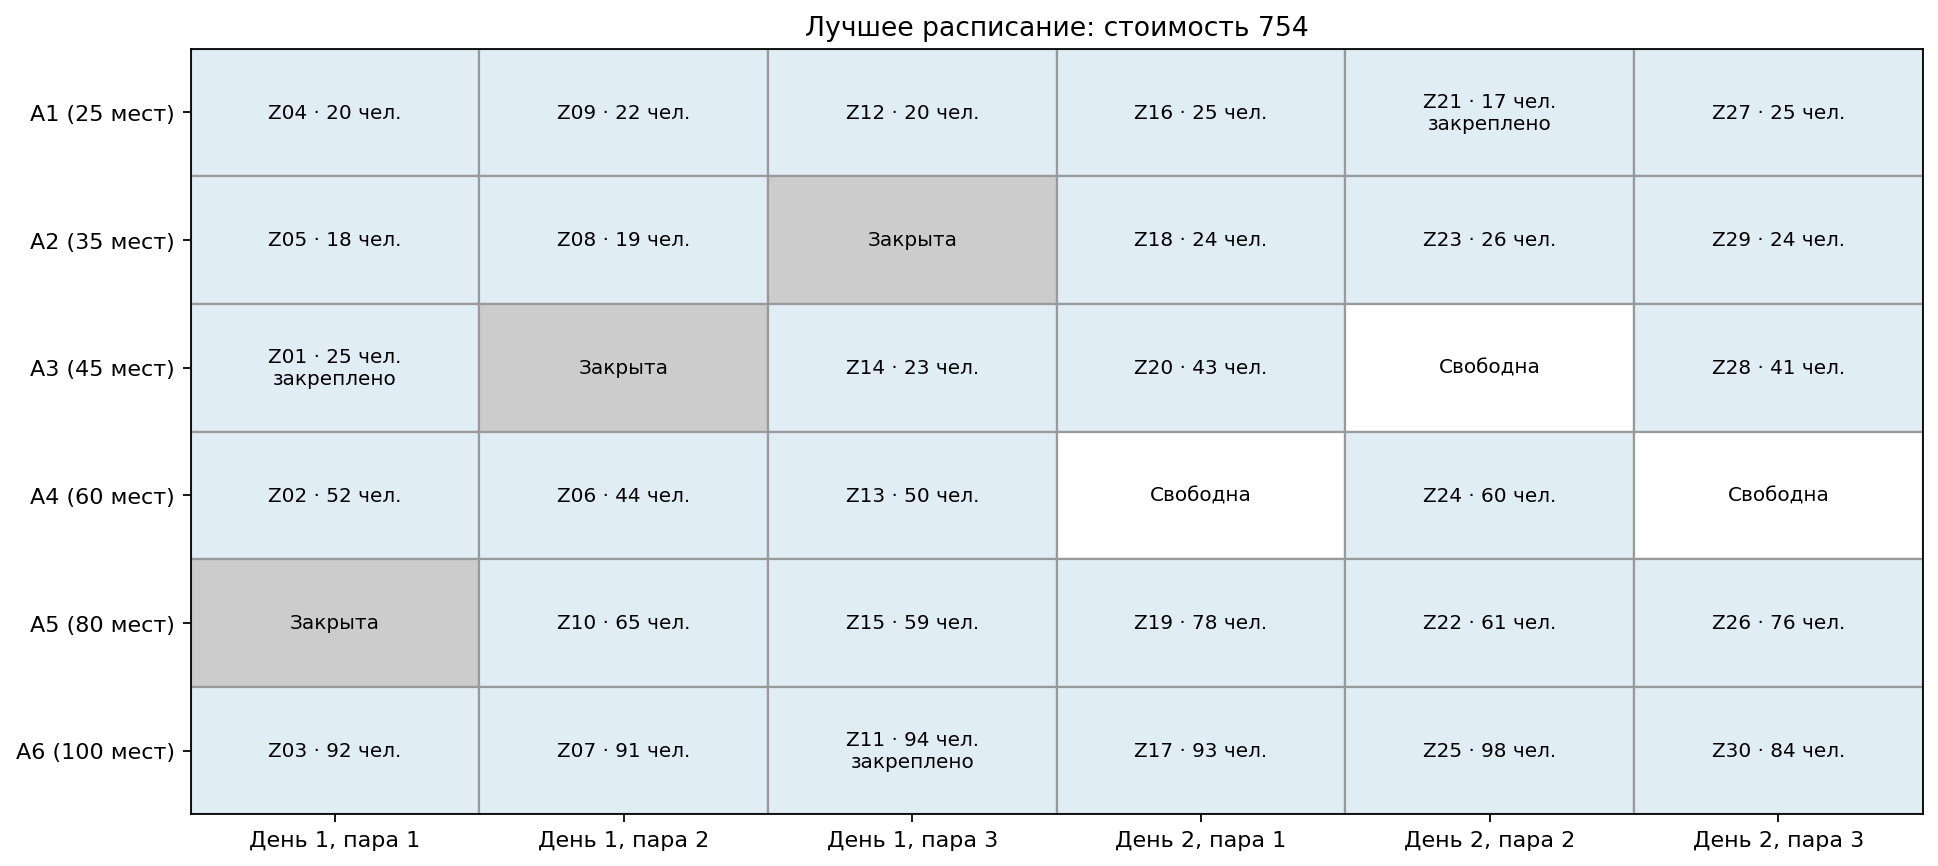 Лучшее расписание: стоимость 754
A1 (25 мест)
Z04 · 20 чел.
Z09 · 22 чел.
Z12 · 20 чел.
Z16 · 25 чел.
Z21 · 17 чел.
закреплено
Z27 · 25 чел.
A2 (35 мест)
Z05 · 18 чел.
Z08 · 19 чел.
Закрыта
Z18 · 24 чел.
Z23 · 26 чел.
Z29 · 24 чел.
A3 (45 мест)
Z01 · 25 чел.
закреплено
Закрыта
Z14 · 23 чел.
Z20 · 43 чел.
Свободна
Z28 · 41 чел.
A4 (60 мест)
Z02 · 52 чел.
Z06 · 44 чел.
Z13 · 50 чел.
Свободна
Z24 · 60 чел.
Свободна
A5 (80 мест)
Закрыта
Z10 · 65 чел.
Z15 · 59 чел.
Z19 · 78 чел.
Z22 · 61 чел.
Z26 · 76 чел.
A6 (100 мест)
Z03 · 92 чел.
Z07 · 91 чел.
Z11 · 94 чел.
закреплено
Z17 · 93 чел.
Z25 · 98 чел.
Z30 · 84 чел.
День 1, пара 1
День 1, пара 2
День 1, пара 3
День 2, пара 1
День 2, пара 2
День 2, пара 3